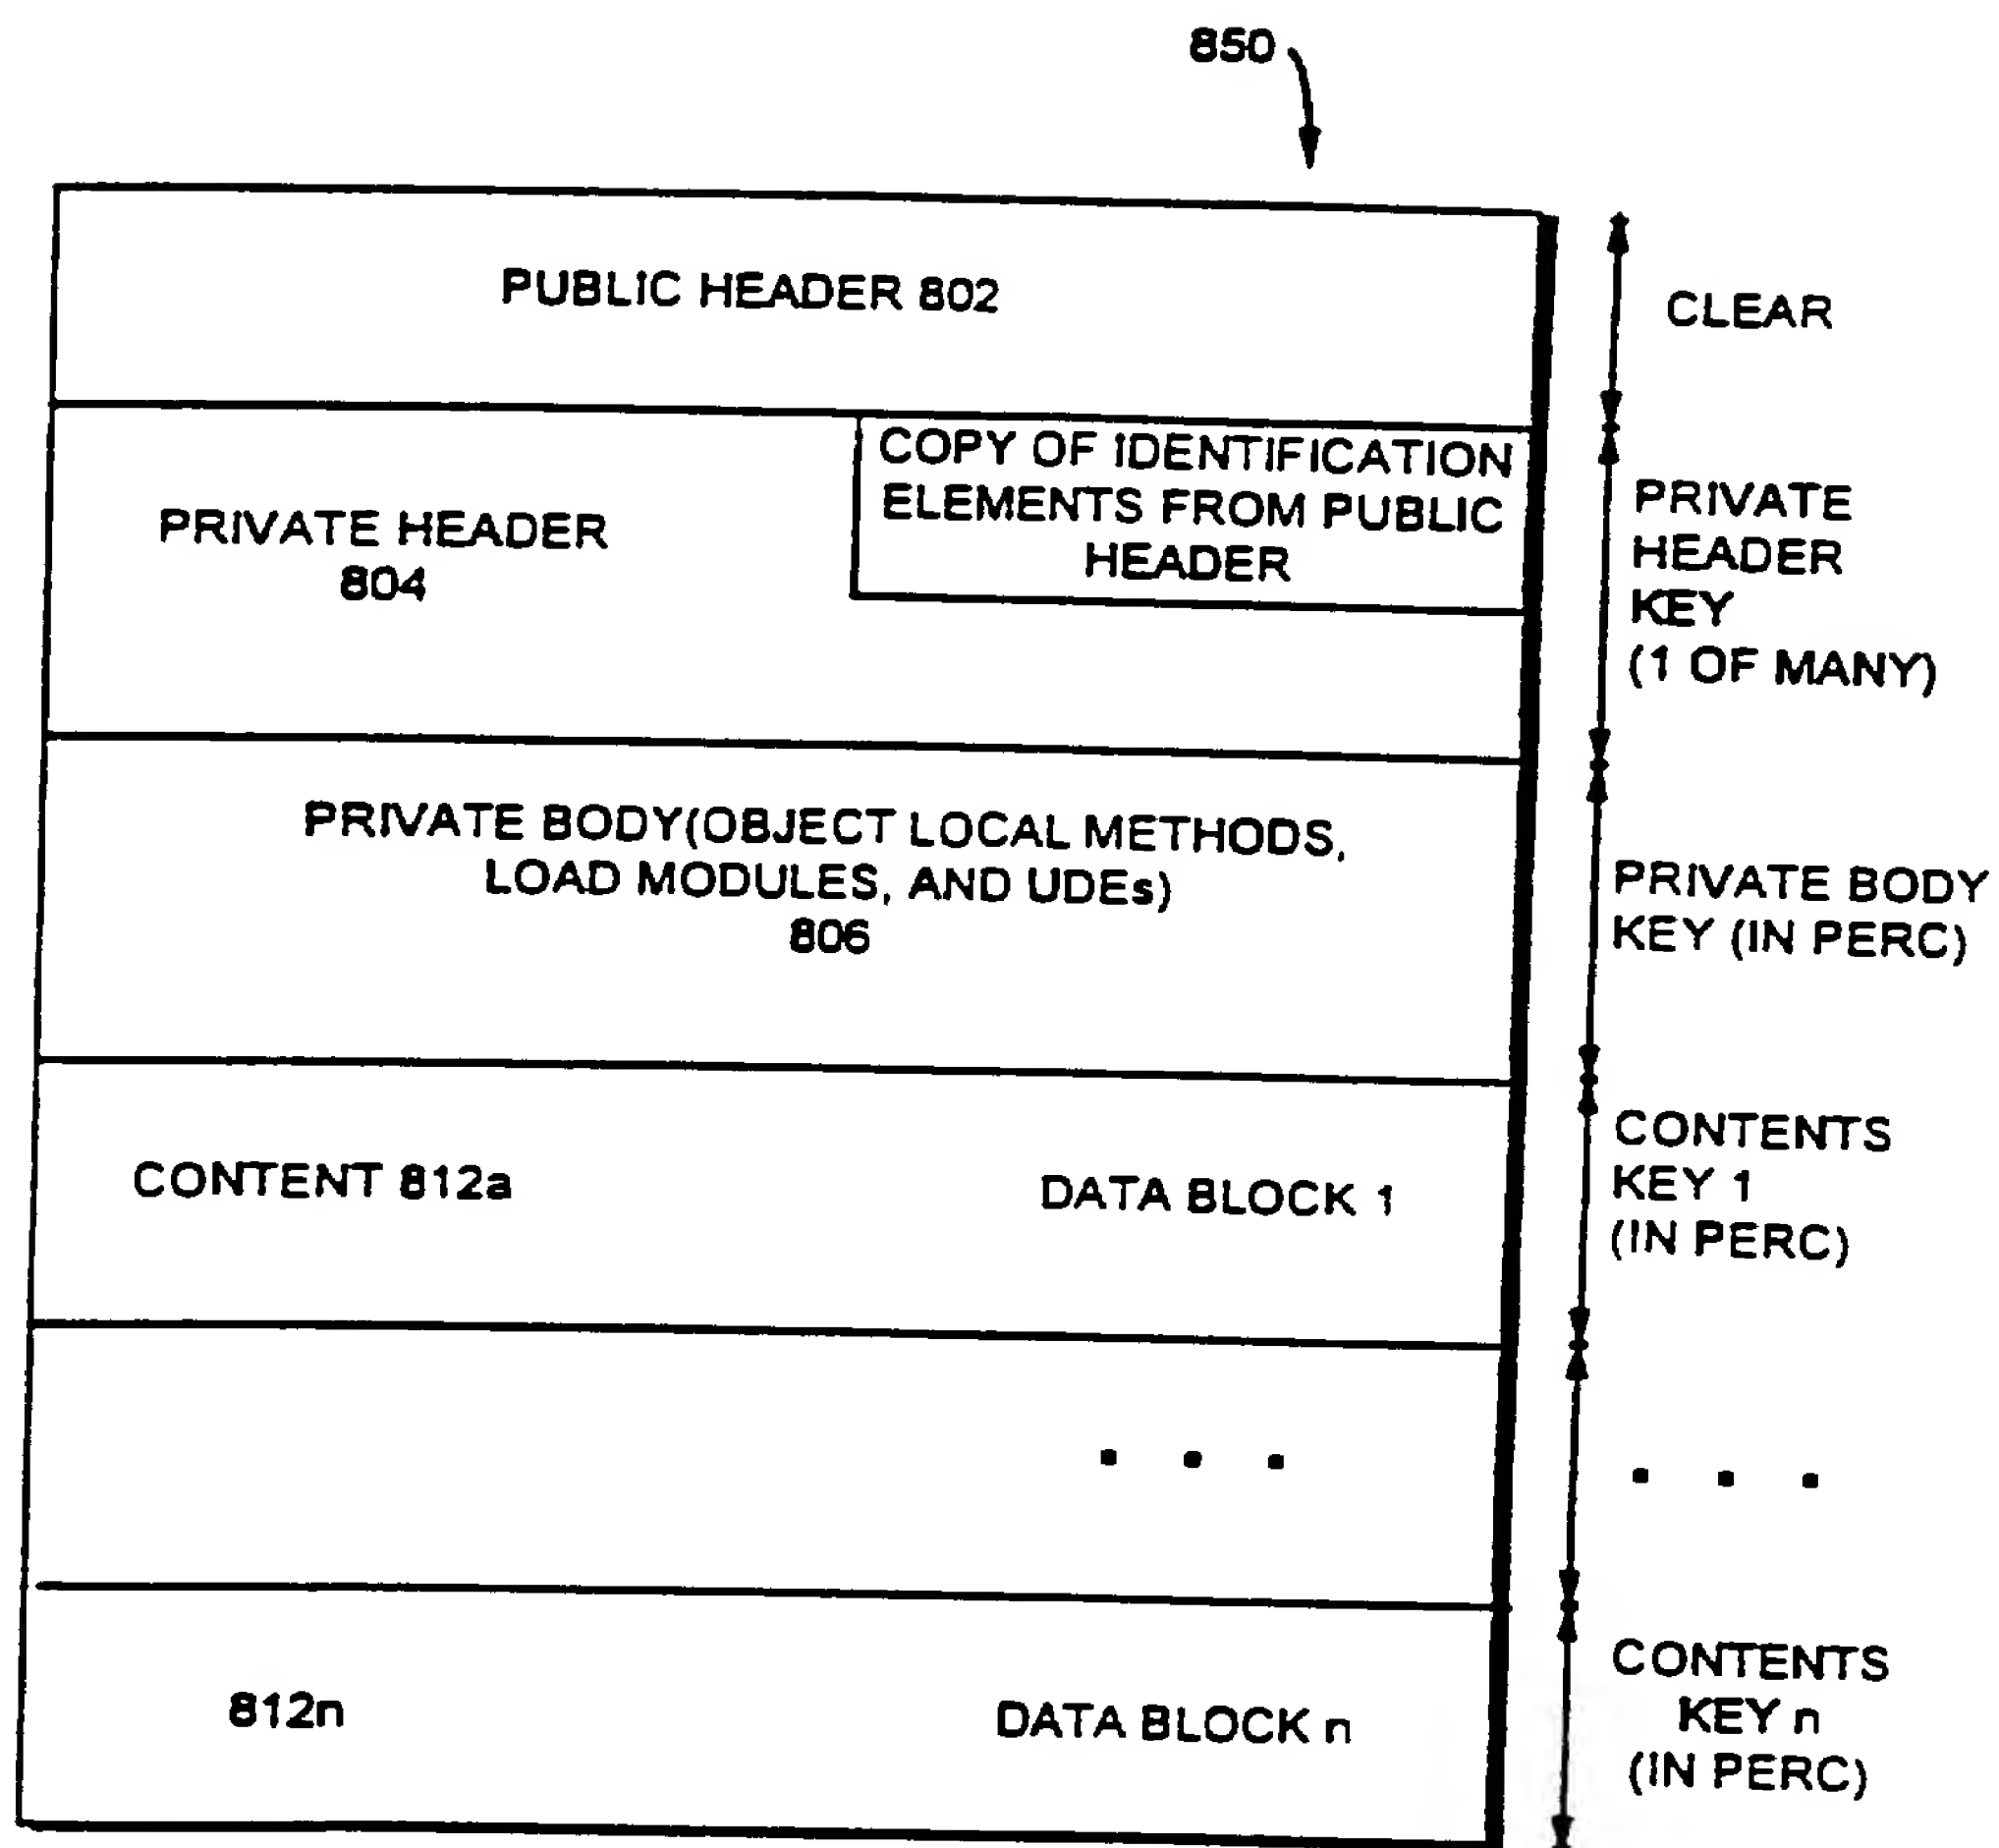 850
PUBLIC HEADER 802
CLEAR
PRIVATE HEADER
804
COPY OF IDENTIFICATION
ELEMENTS FROM PUBLIC
HEADER
PRIVATE
HEADER
KEY
(1 OF MANY)
PRIVATE BODY(OBJECT LOCAL METHODS,
LOAD MODULES, AND UDEs)
806
PRIVATE BODY
KEY (IN PERC)
CONTENT 812a
DATA BLOCK 1
CONTENTS
KEY 1
(IN PERC)
. . .
. . .
812n
DATA BLOCK n
CONTENTS
KEY n
(IN PERC)